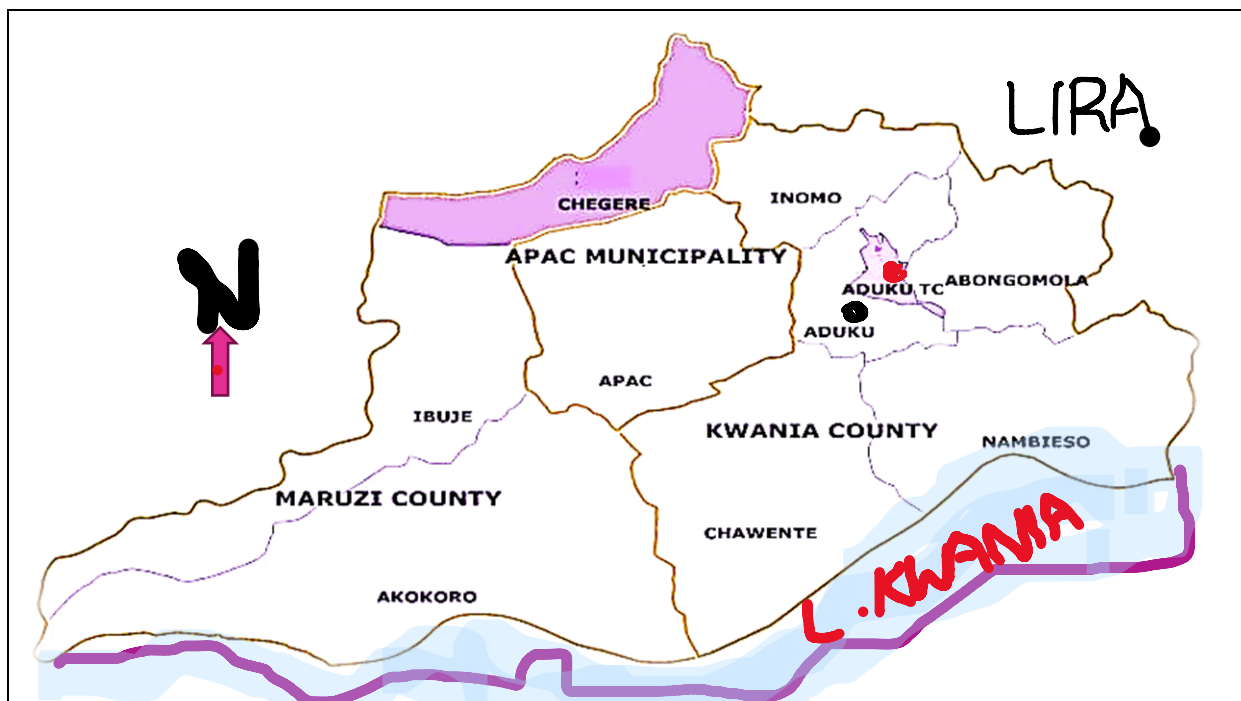 LIRA
INOMO
CHEGERE
N
APAC MUNICIPALITY
ADUKU TC
ABONGOMOLA
ADUKU
APAC
IBUJE
KWANIA COUNTY
NAMBIESO
MARUZI COUNTY
CHAWENTE
L.KWANIA
AKOKORO